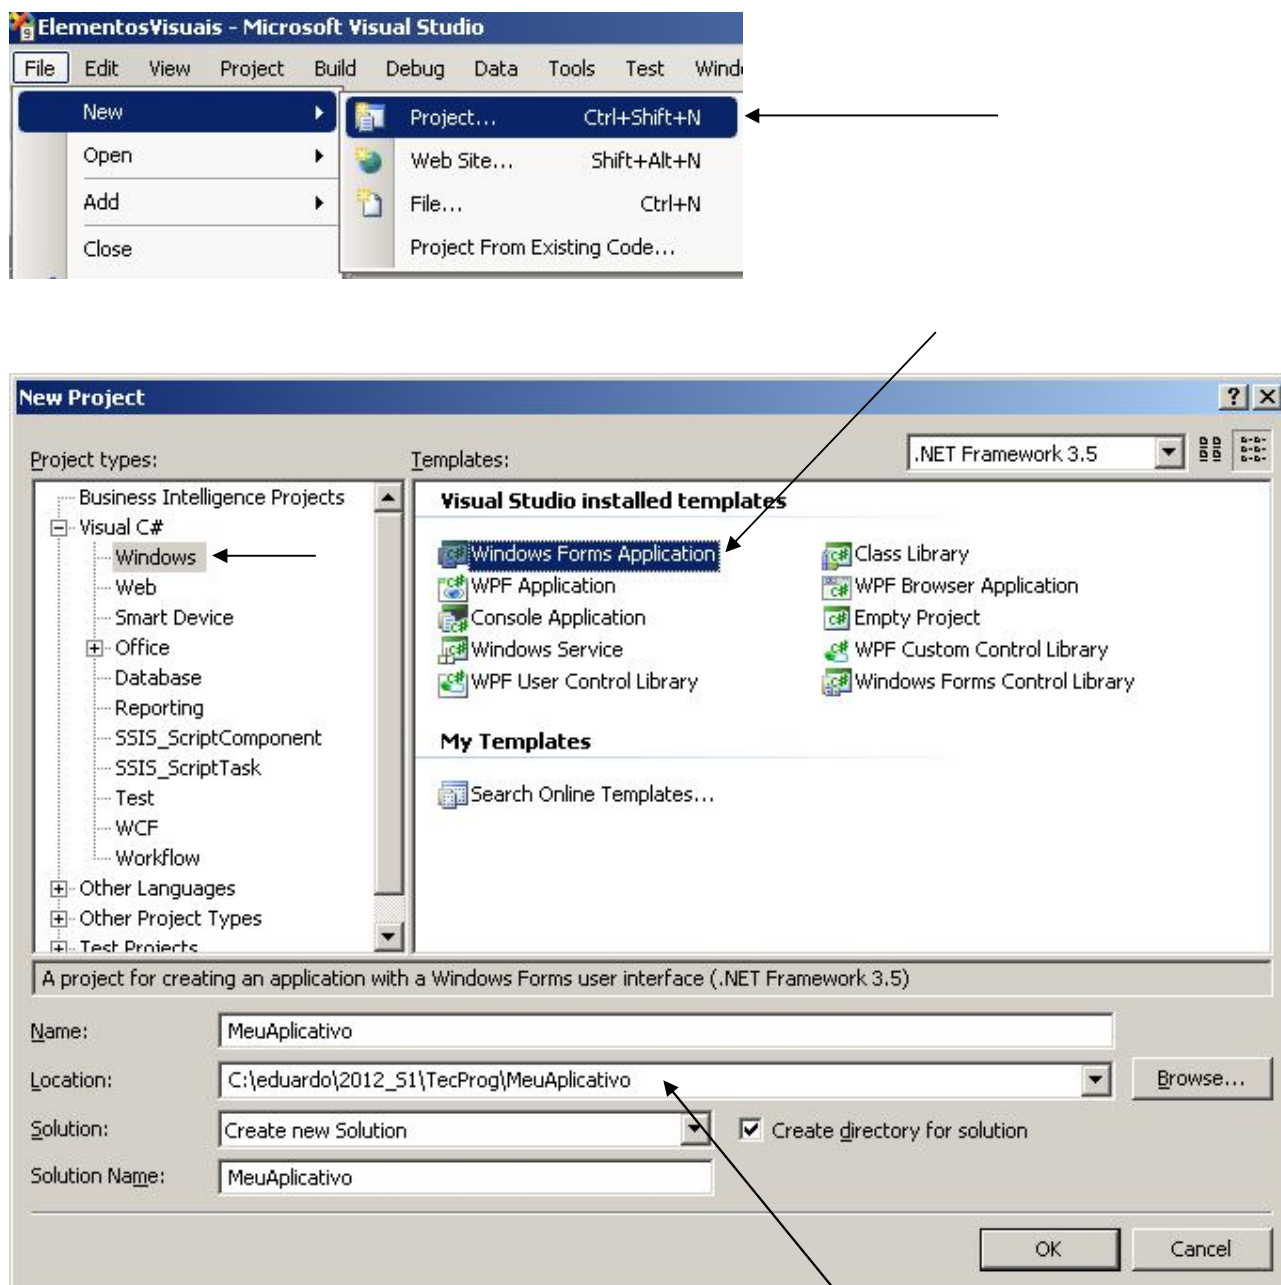 ElementosVisuais - Microsoft Visual Studio
File Edit View Project Build Debug Data Tools Test
New Project... Ctrl+Shift+N
Open Web Site... Shift+Alt+N
Add File... Ctrl+N
Close Project From Existing Code...
New Project
Project types: Templates: .NET Framework 3.5
Business Intelligence Projects
Visual C#
Windows
Web
Smart Device
Office
Database
Reporting
SSIS_ScriptComponent
SSIS_ScriptTask
Test
WCF
Workflow
Other Languages
Other Project Types
Test Projects
Visual Studio installed templates
Windows Forms Application Class Library
WPF Application WPF Browser Application
Console Application Empty Project
Windows Service WPF Custom Control Library
WPF User Control Library Windows Forms Control Library
My Templates
Search Online Templates...
A project for creating an application with a Windows Forms user interface (.NET Framework 3.5)
Name: MeuAplicativo
Location: C:\eduardo\2012_S1\TecProg\MeuAplicativo Browse...
Solution: Create new Solution Create directory for solution
Solution Name: MeuAplicativo
OK Cancel